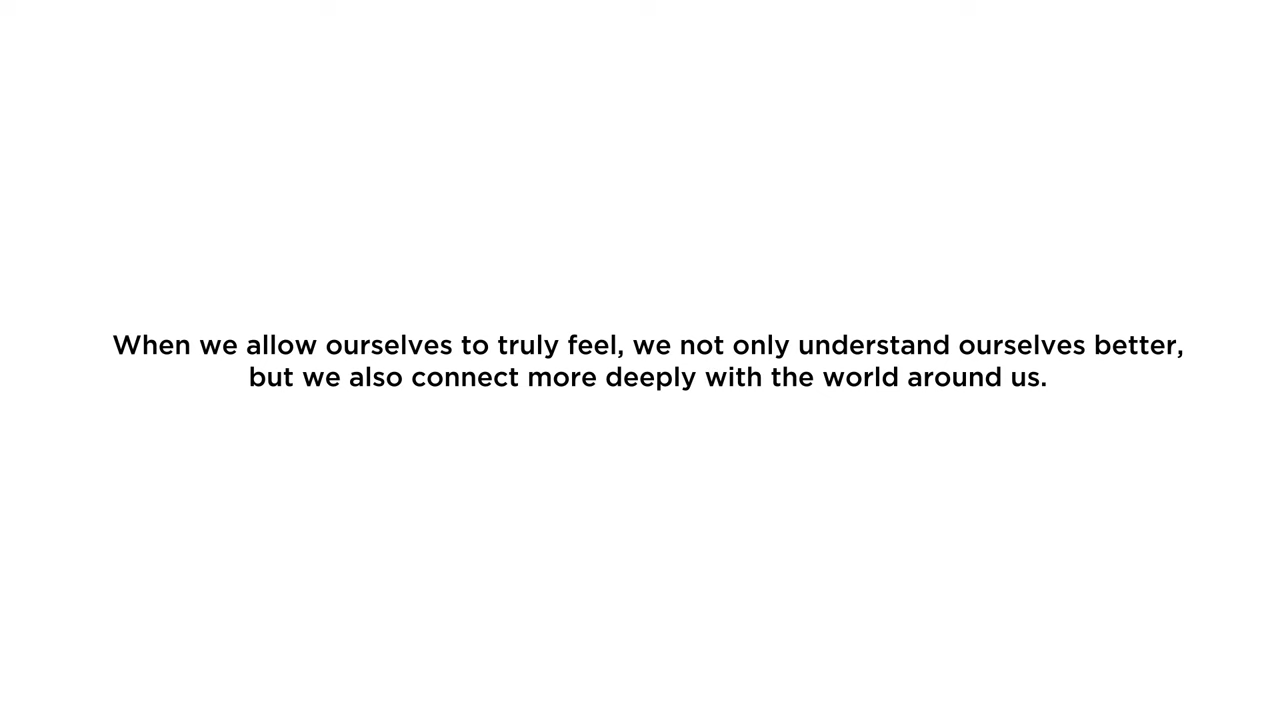 When we allow ourselves to truly feel, we not only understand ourselves better,
but we also connect more deeply with the world around us.